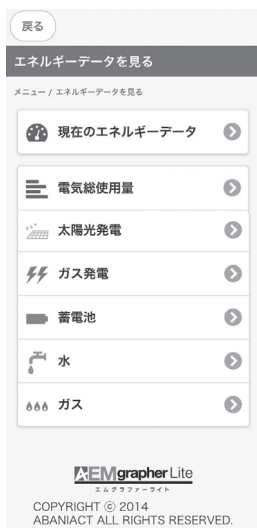 戻る
エネルギーデータを見る
メニュー / エネルギーデータを見る
現在のエネルギーデータ
電気総使用量
太陽光発電
ガス発電
蓄電池
水
ガス
AEMgrapher Lite
エムグラファーライト
COPYRIGHT © 2014
ABANIACT ALL RIGHTS RESERVED.